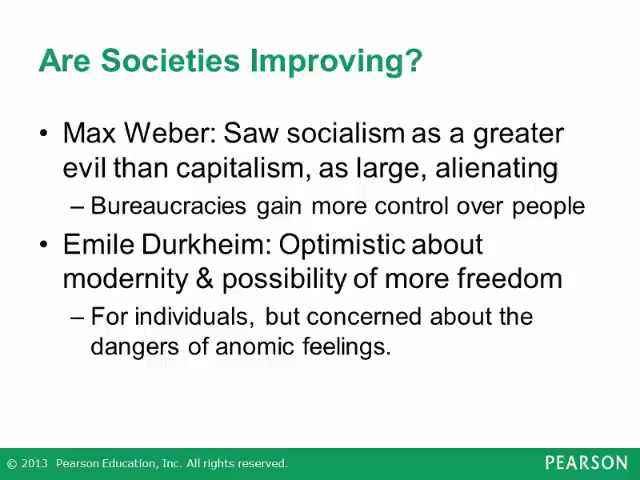 Are Societies Improving?
• Max Weber: Saw socialism as a greater
evil than capitalism, as large, alienating
– Bureaucracies gain more control over people
• Emile Durkheim: Optimistic about
modernity & possibility of more freedom
– For individuals, but concerned about the
dangers of anomic feelings.
© 2013 Pearson Education, Inc. All rights reserved.
PEARSON